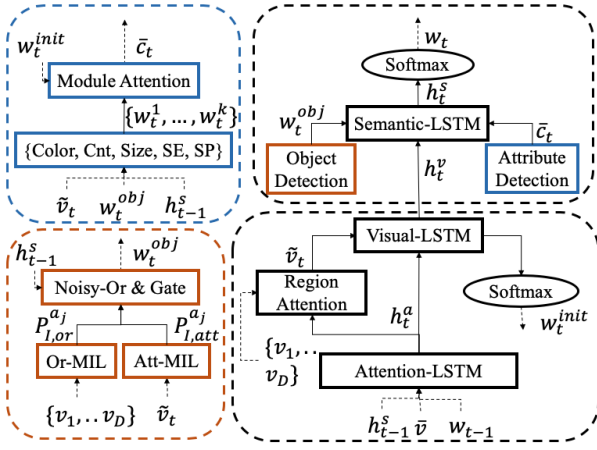 w_t^{init}
c̄_t
Module Attention
{w_t^1, ..., w_t^k}
{Color, Cnt, Size, SE, SP}
ṽ_t w_t^{obj} h_{t-1}^s
w_t
Softmax
h_t^s
w_t^{obj}
Semantic-LSTM
c̄_t
Object
Detection
h_t^v
Attribute
Detection
h_{t-1}^s
w_t^{obj}
Noisy-Or & Gate
P_{I,or}^{a_j}
P_{I,att}^{a_j}
Or-MIL
Att-MIL
{v_1, .. v_D}
ṽ_t
Visual-LSTM
ṽ_t
Region
Attention
Softmax
h_t^a
w_t^{init}
{v_1, ..
v_D}
Attention-LSTM
h_{t-1}^s v̄ w_{t-1}